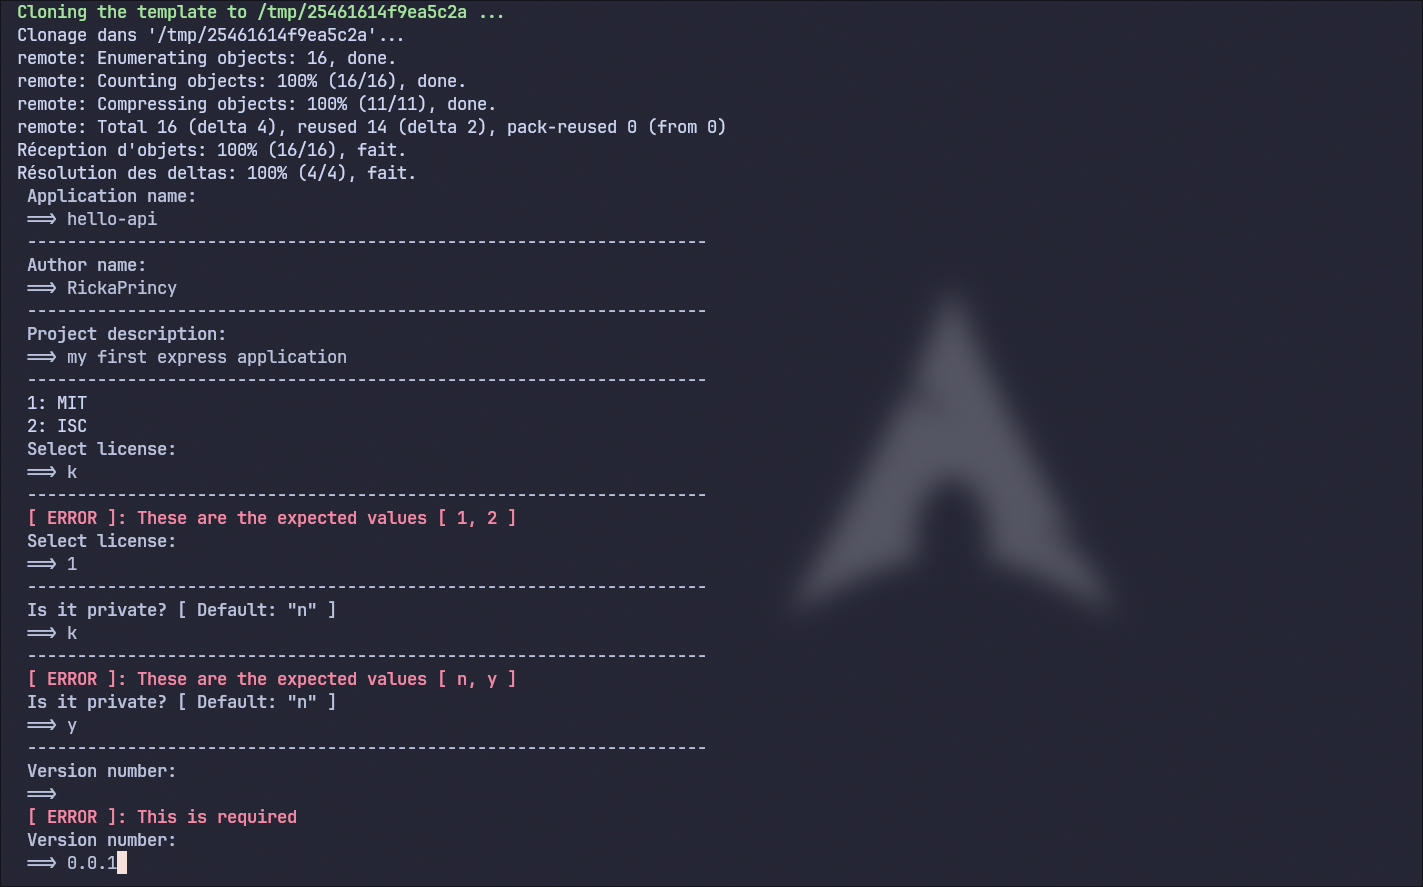 Cloning the template to /tmp/25461614f9ea5c2a ...
Clonage dans '/tmp/25461614f9ea5c2a'...
remote: Enumerating objects: 16, done.
remote: Counting objects: 100% (16/16), done.
remote: Compressing objects: 100% (11/11), done.
remote: Total 16 (delta 4), reused 14 (delta 2), pack-reused 0 (from 0)
Réception d'objets: 100% (16/16), fait.
Résolution des deltas: 100% (4/4), fait.
Application name:
==> hello-api
--------------------------------------------------------------------
Author name:
==> RickaPrincy
--------------------------------------------------------------------
Project description:
==> my first express application
--------------------------------------------------------------------
1: MIT
2: ISC
Select license:
==> k
--------------------------------------------------------------------
[ ERROR ]: These are the expected values [ 1, 2 ]
Select license:
==> 1
--------------------------------------------------------------------
Is it private? [ Default: "n" ]
==> k
--------------------------------------------------------------------
[ ERROR ]: These are the expected values [ n, y ]
Is it private? [ Default: "n" ]
==> y
--------------------------------------------------------------------
Version number:
==>
[ ERROR ]: This is required
Version number:
==> 0.0.1